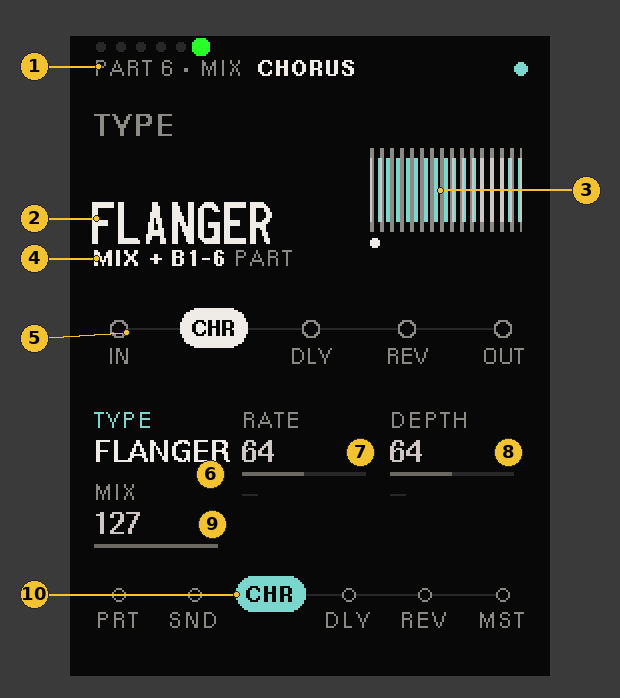 1 PART 6 · MIX CHORUS
TYPE
3
2 FLANGER
4 MIX + B1-6 PART
CHR
5 IN DLY REV OUT
TYPE RATE DEPTH
FLANGER 64 7 64 8
6
MIX
127 9
10 CHR
PRT SND DLY REV MST